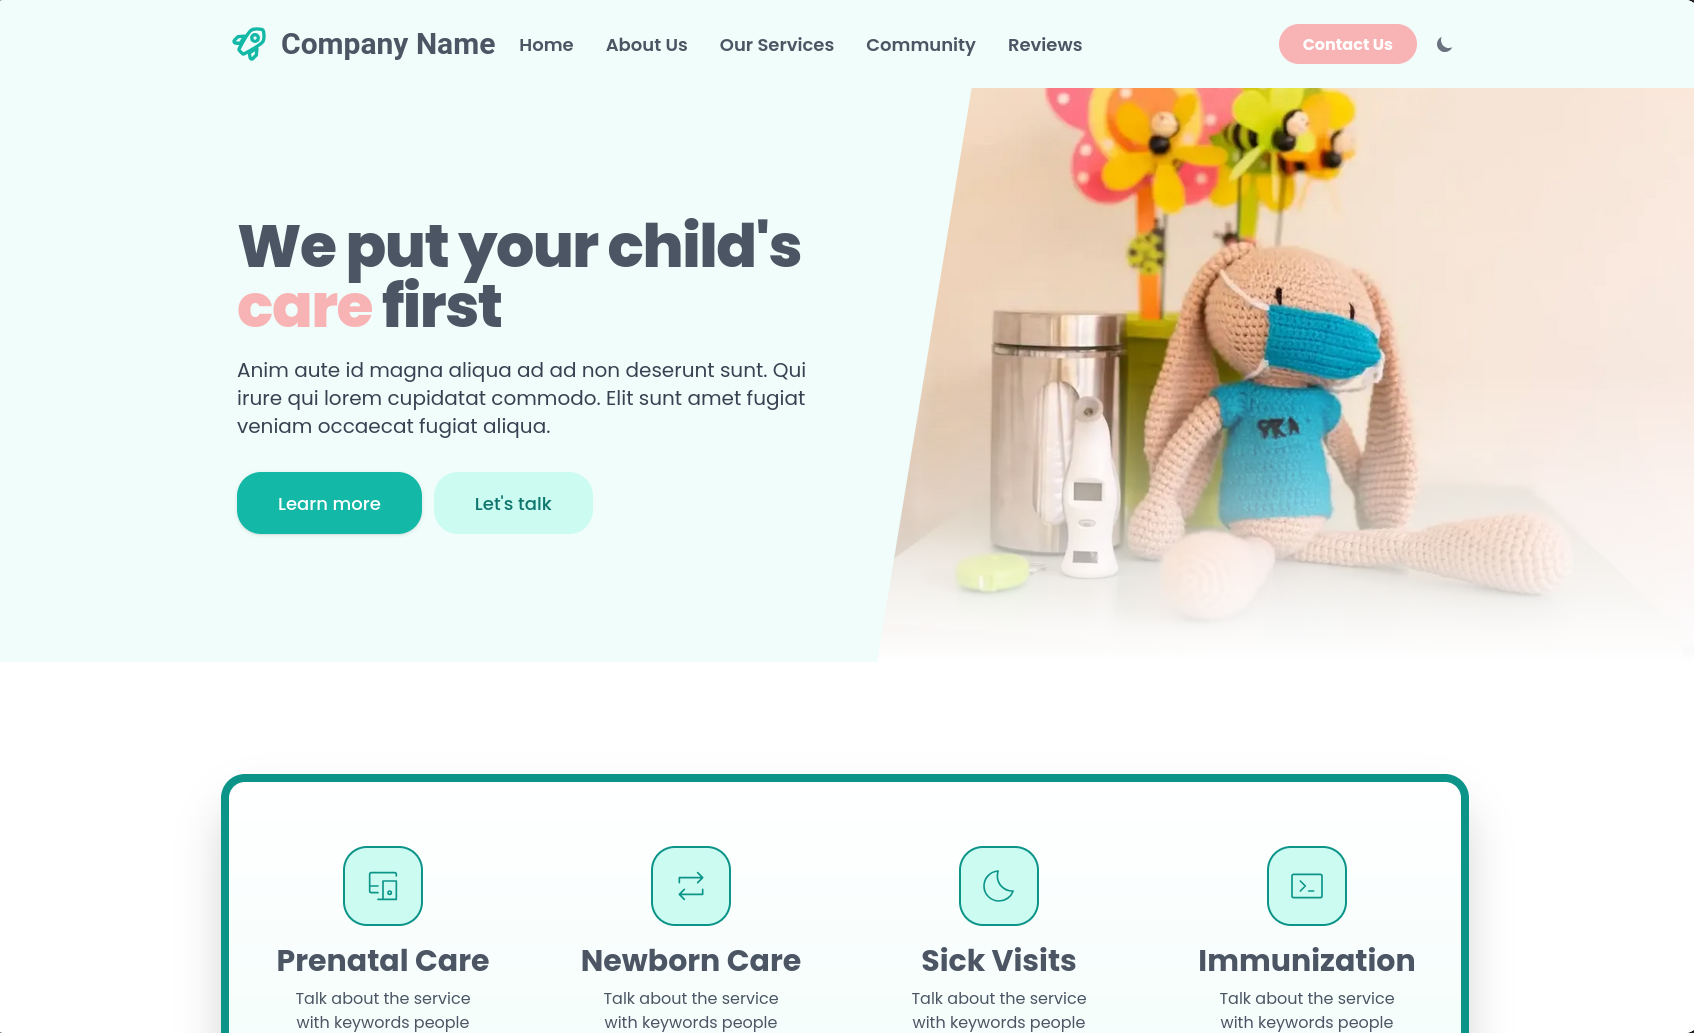 Company Name
Home
About Us
Our Services
Community
Reviews
Contact Us
We put your child's
care first
Anim aute id magna aliqua ad ad non deserunt sunt. Qui
irure qui lorem cupidatat commodo. Elit sunt amet fugiat
veniam occaecat fugiat aliqua.
Learn more
Let's talk
Prenatal Care
Talk about the service
with keywords people
Newborn Care
Talk about the service
with keywords people
Sick Visits
Talk about the service
with keywords people
Immunization
Talk about the service
with keywords people